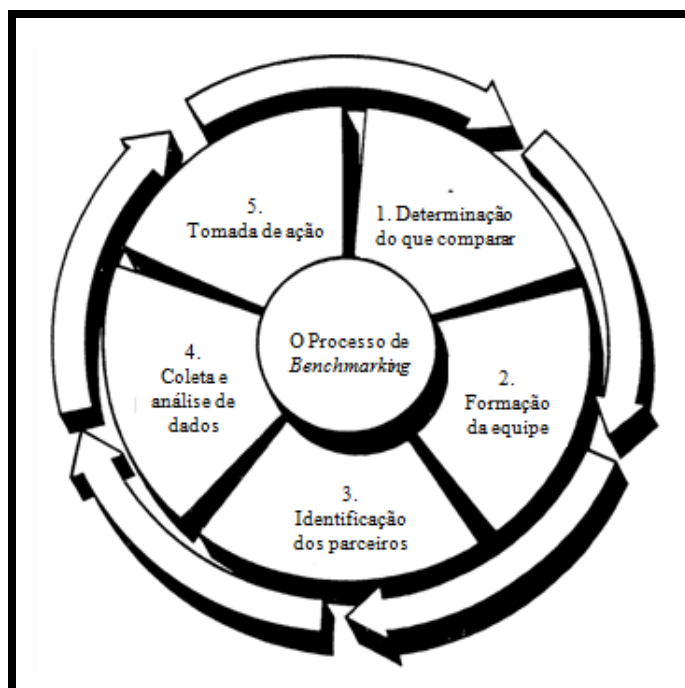 1. Determinação
do que comparar
2.
Formação
da equipe
3.
Identificação
dos parceiros
4.
Coleta e
análise de
dados
5.
Tomada de ação
O Processo de
Benchmarking